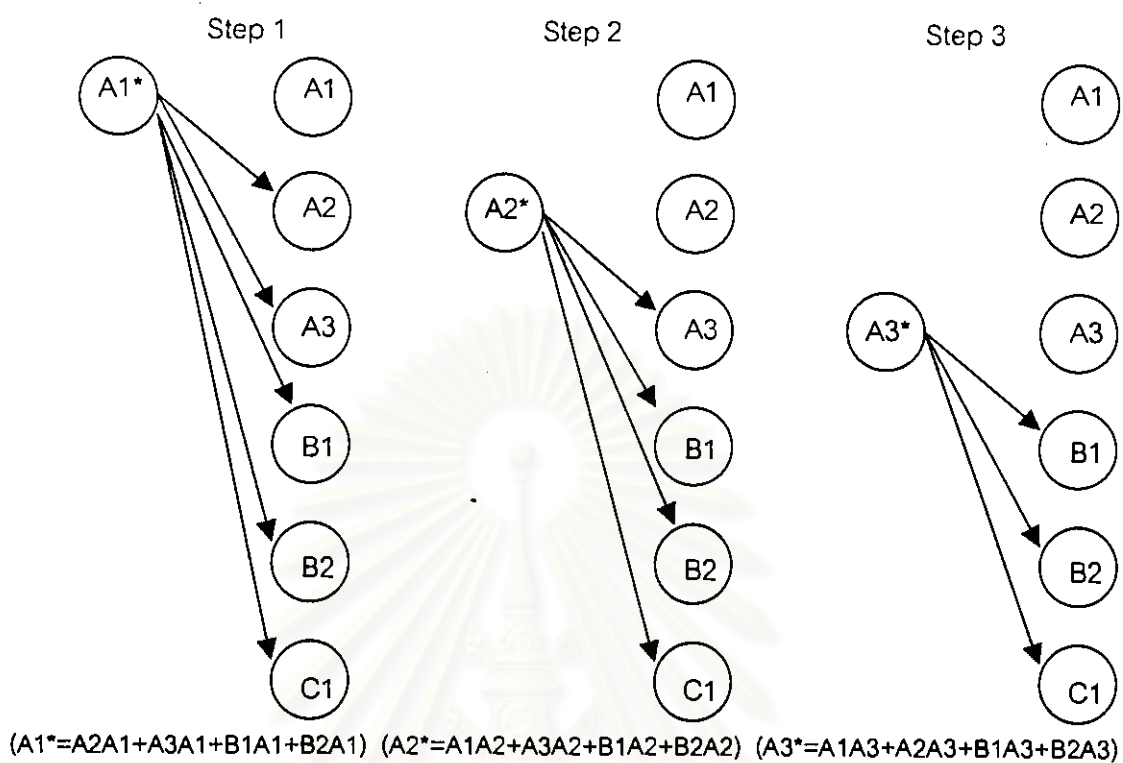 Step 1
Step 2
Step 3
A1*
A1
A1
A1
A2
A2*
A2
A2
A3
A3
A3*
A3
B1
B1
B1
B2
B2
B2
C1
C1
C1
(A1*=A2A1+A3A1+B1A1+B2A1)
(A2*=A1A2+A3A2+B1A2+B2A2)
(A3*=A1A3+A2A3+B1A3+B2A3)